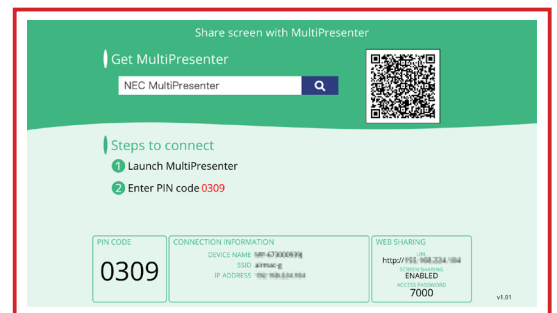 Share screen with MultiPresenter
Get MultiPresenter
NEC MultiPresenter
Steps to connect
1 Launch MultiPresenter
2 Enter PIN code 0309
PIN CODE
0309
CONNECTION INFORMATION
DEVICE NAME
SSID
IP ADDRESS
WEB SHARING
URL
http://
SCREEN SHARING
ENABLED
ACCESS PASSWORD
7000
v1.01